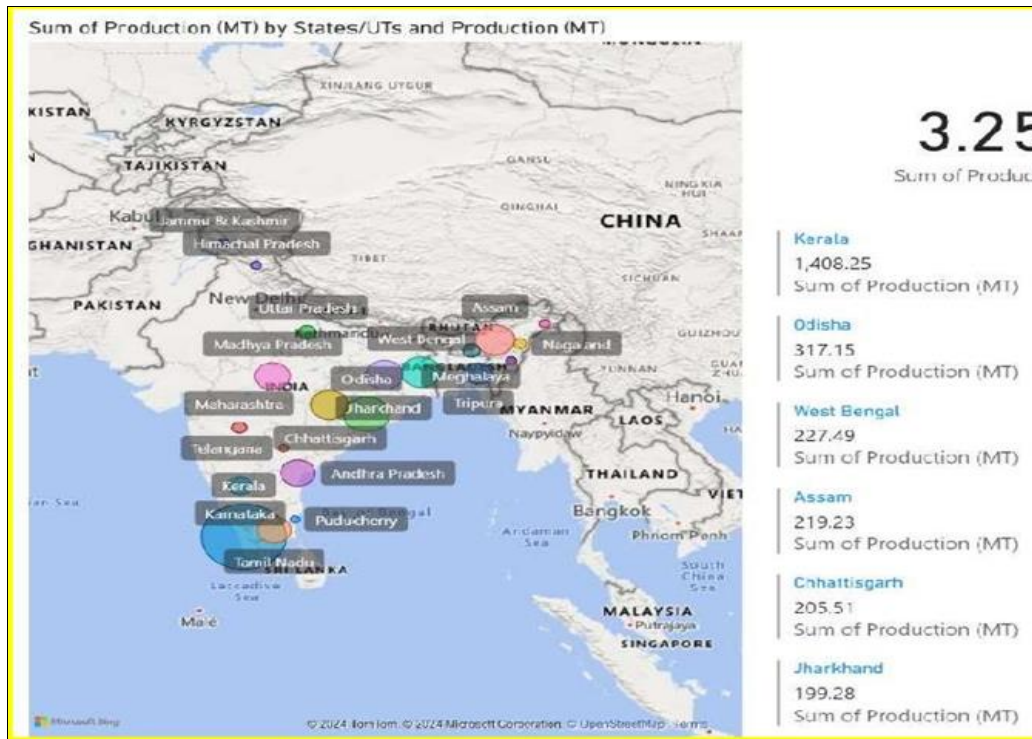 Sum of Production (MT) by States/UTs and Production (MT)
XINJIANG UYGUR
KISTAN
KYRGYZSTAN
TAJIKISTAN
GANSU
NINGXIA
HUI
QINGHAI
CHINA
SHAAN
Kabul
Jammu & Kashmir
GHANISTAN
Himachal Pradesh
TIBET
SICHUAN
PAKISTAN
New Delhi
Uttar Pradesh
Assam
Kathmandu
BHUTAN
GUIZHOU
Madhya Pradesh
West Bengal
Nagaland
BANGLADESH
YUNNAN
INDIA
Odisha
Meghalaya
Hanoi
Maharashtra
Jharkhand
Tripura
MYANMAR
LAOS
Naypyidaw
Telangana
Chhattisgarh
Andhra Pradesh
THAILAND
Kerala
VIET
Bay of Bengal
Bangkok
Karnataka
Puducherry
Andaman
Sea
Phnom Penh
Tamil Nadu
SRI LANKA
South
China
Sea
Laccadive
Sea
Malé
MALAYSIA
Putrajaya
SINGAPORE
Microsoft Bing
© 2024 TomTom, © 2024 Microsoft Corporation, © OpenStreetMap Terms
3.25
Sum of Produc
Kerala
1,408.25
Sum of Production (MT)
Odisha
317.15
Sum of Production (MT)
West Bengal
227.49
Sum of Production (MT)
Assam
219.23
Sum of Production (MT)
Chhattisgarh
205.51
Sum of Production (MT)
Jharkhand
199.28
Sum of Production (MT)